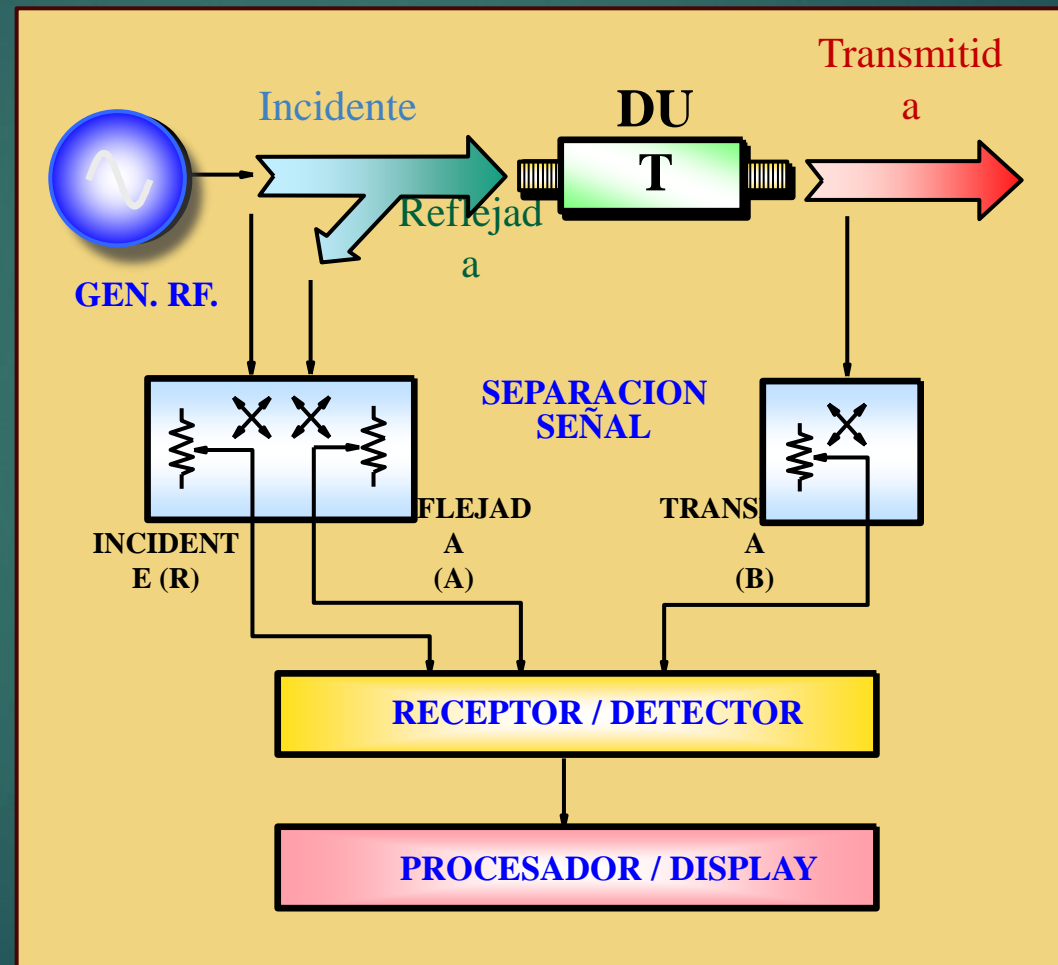 Transmitid
a
Incidente
DU
T
Reflejad
a
GEN. RF.
SEPARACION
SEÑAL
INCIDENT
E (R)
FLEJAD
A
(A)
TRANS
A
(B)
RECEPTOR / DETECTOR
PROCESADOR / DISPLAY